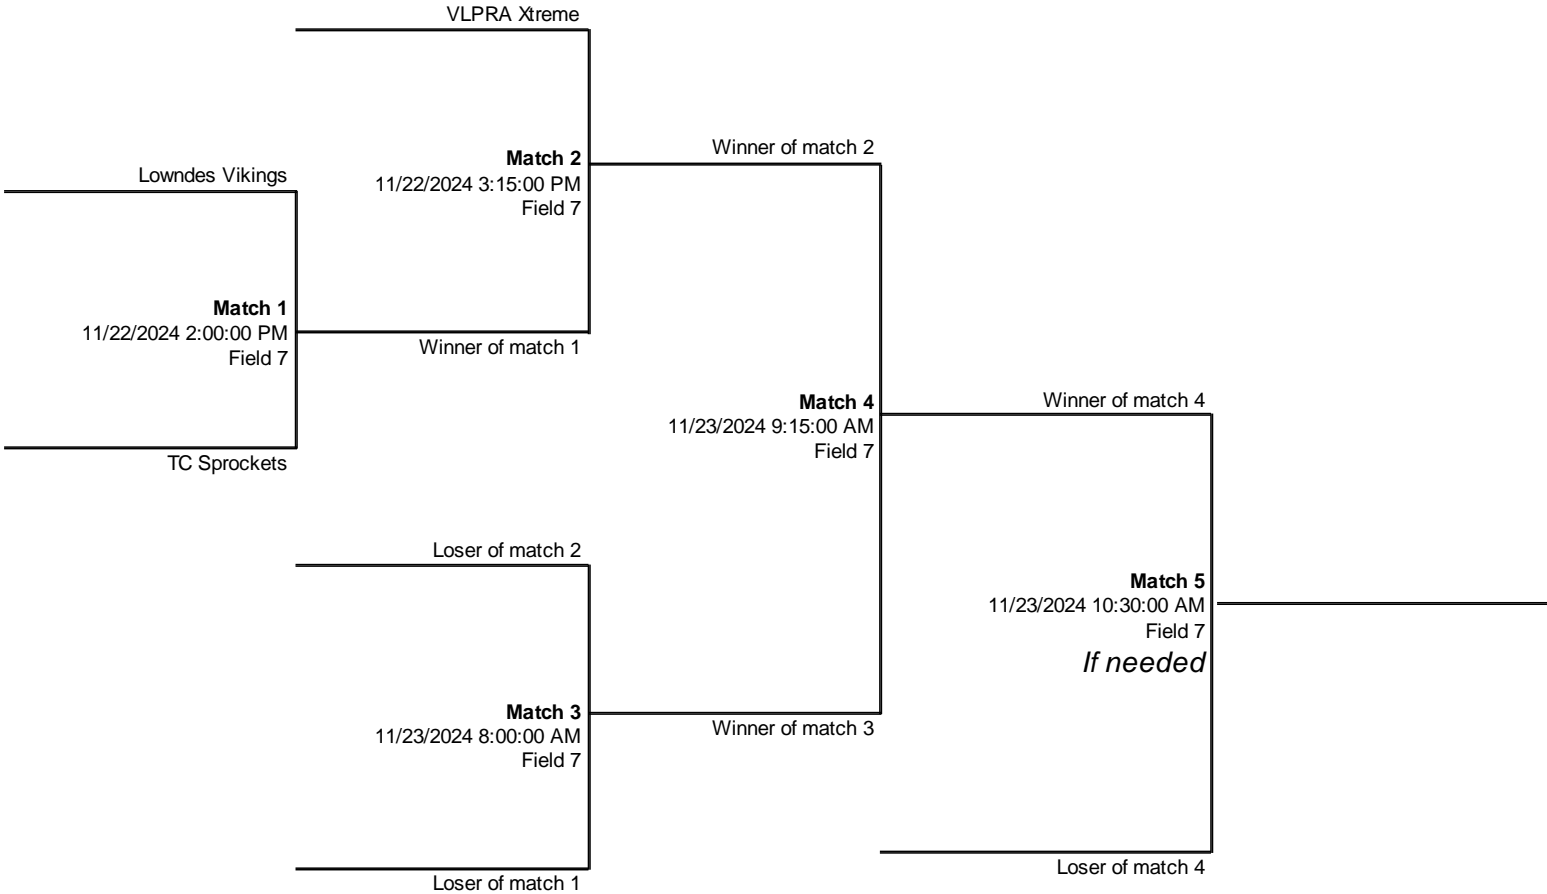 VLPRA Xtreme
Match 2
11/22/2024 3:15:00 PM
Field 7
Winner of match 2
Lowndes Vikings
Match 1
11/22/2024 2:00:00 PM
Field 7
Winner of match 1
TC Sprockets
Match 4
11/23/2024 9:15:00 AM
Field 7
Winner of match 4
Loser of match 2
Match 5
11/23/2024 10:30:00 AM
Field 7
If needed
Match 3
11/23/2024 8:00:00 AM
Field 7
Winner of match 3
Loser of match 1
Loser of match 4